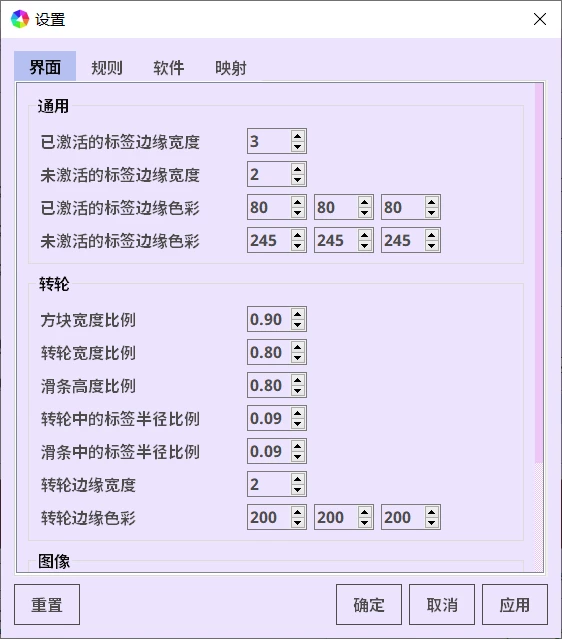 设置
界面 规则 软件 映射
通用
已激活的标签边缘宽度 3
未激活的标签边缘宽度 2
已激活的标签边缘色彩 80 80 80
未激活的标签边缘色彩 245 245 245
转轮
方块宽度比例 0.90
转轮宽度比例 0.80
滑条高度比例 0.80
转轮中的标签半径比例 0.09
滑条中的标签半径比例 0.09
转轮边缘宽度 2
转轮边缘色彩 200 200 200
图像
重置 确定 取消 应用